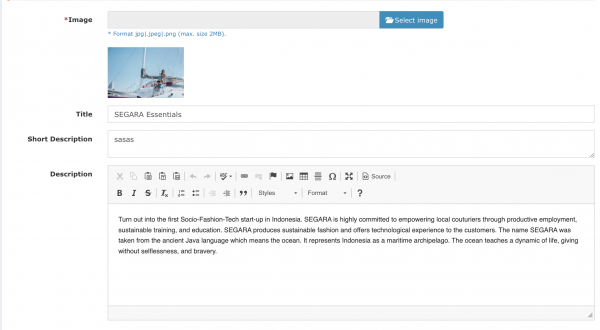 *Image
Select image
* Format jpg|.jpeg|.png (max. size 2MB).
Title
SEGARA Essentials
Short Description
sasas
Description
Source
B I S Tx Styles Format ?
Turn out into the first Socio-Fashion-Tech start-up in Indonesia. SEGARA is highly committed to empowering local couturiers through productive employment,
sustainable training, and education. SEGARA produces sustainable fashion and offers technological experience to the customers. The name SEGARA was
taken from the ancient Java language which means the ocean. It represents Indonesia as a maritime archipelago. The ocean teaches a dynamic of life, giving
without selflessness, and bravery.